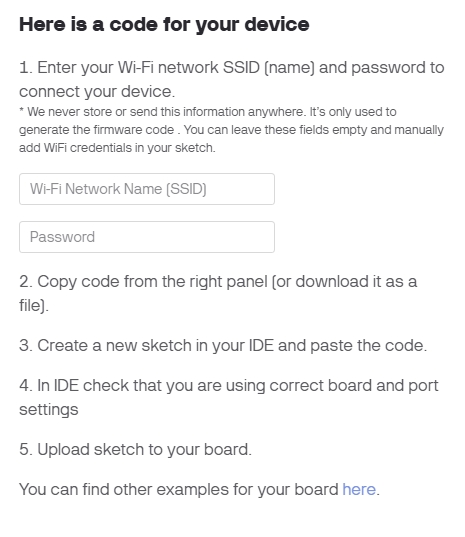 Here is a code for your device
1. Enter your Wi-Fi network SSID (name) and password to
connect your device.
* We never store or send this information anywhere. It's only used to
generate the firmware code . You can leave these fields empty and manually
add WiFi credentials in your sketch.
Wi-Fi Network Name (SSID)
Password
2. Copy code from the right panel (or download it as a
file).
3. Create a new sketch in your IDE and paste the code.
4. In IDE check that you are using correct board and port
settings
5. Upload sketch to your board.
You can find other examples for your board here.